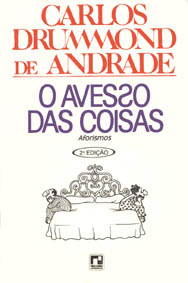 CARLOS
DRUMMOND
DE ANDRADE
O AVESSO
DAS COISAS
Aforismos
2ª EDIÇÃO